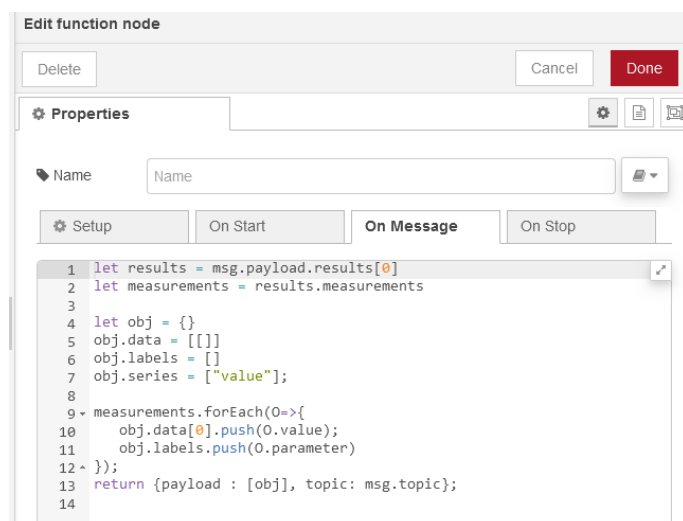 Edit function node
Delete
Cancel
Done
Properties
Name
Name
Setup
On Start
On Message
On Stop
1 let results = msg.payload.results[0]
2 let measurements = results.measurements
3
4 let obj = {}
5 obj.data = [[]]
6 obj.labels = []
7 obj.series = ["value"];
8
9 measurements.forEach(O=>{
10 obj.data[0].push(O.value);
11 obj.labels.push(O.parameter)
12 });
13 return {payload : [obj], topic: msg.topic};
14